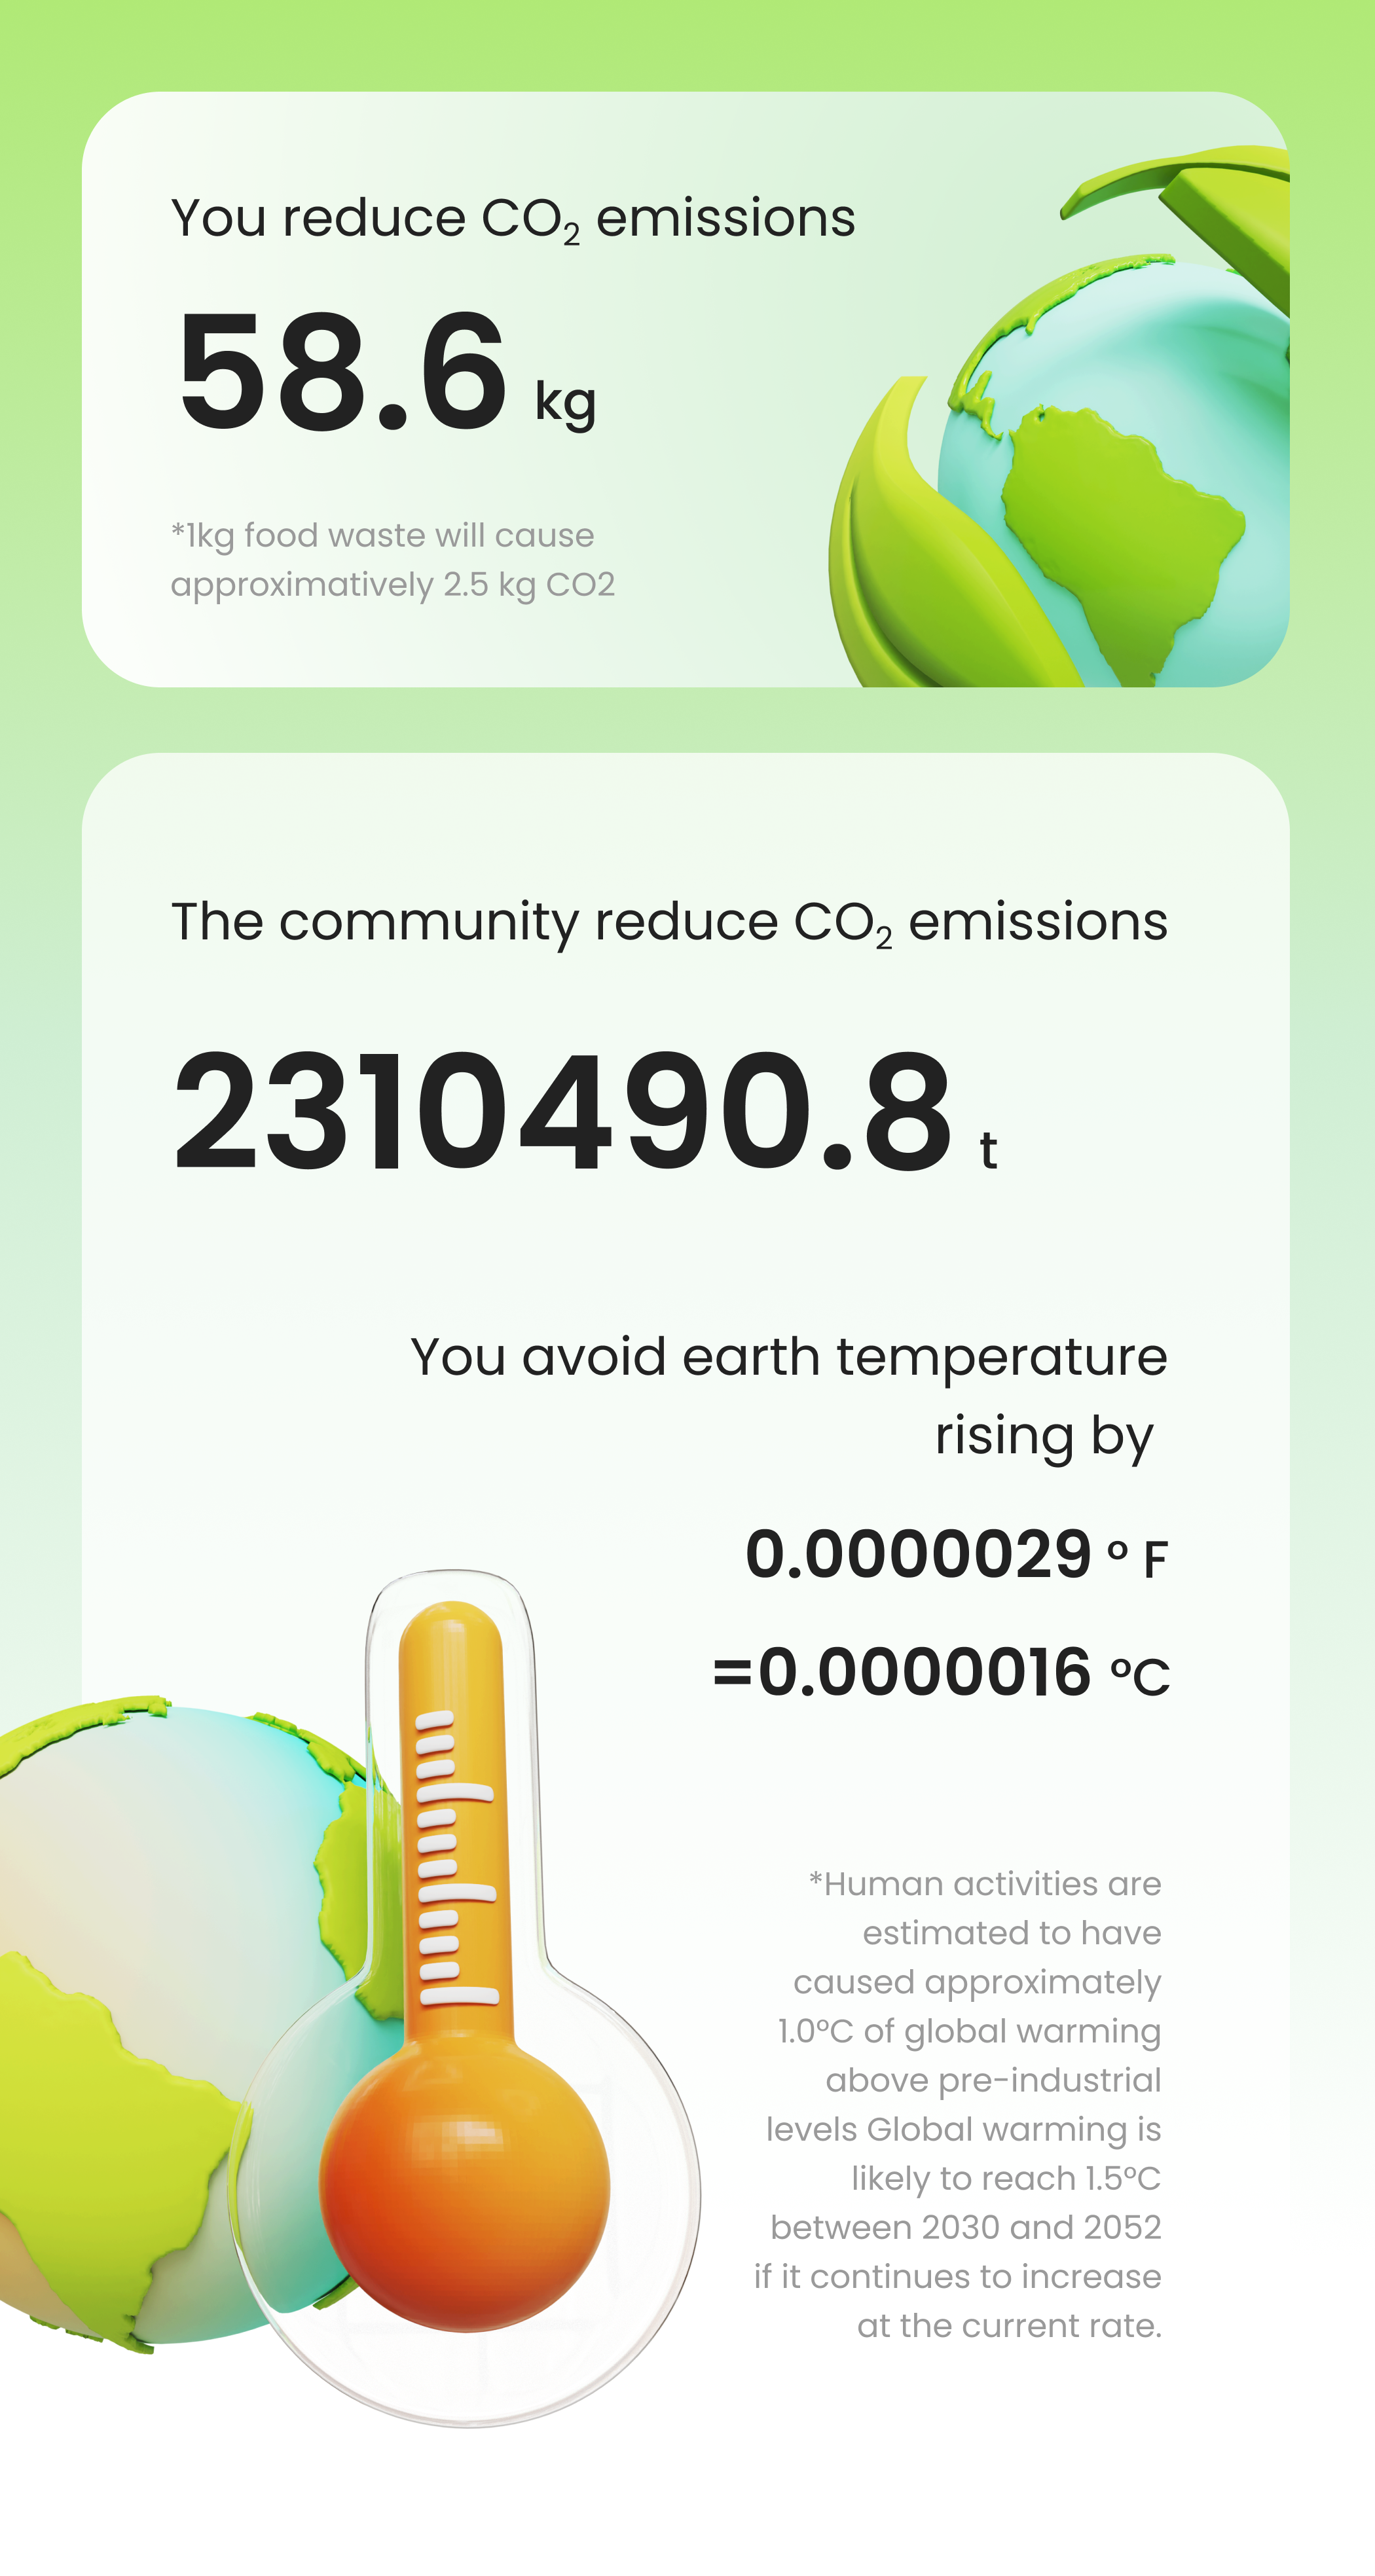 You reduce CO₂ emissions
58.6 kg
*1kg food waste will cause
approximatively 2.5 kg CO2
The community reduce CO₂ emissions
2310490.8 t
You avoid earth temperature
rising by
0.0000029 ° F
=0.0000016 °C
*Human activities are
estimated to have
caused approximately
1.0°C of global warming
above pre-industrial
levels Global warming is
likely to reach 1.5°C
between 2030 and 2052
if it continues to increase
at the current rate.